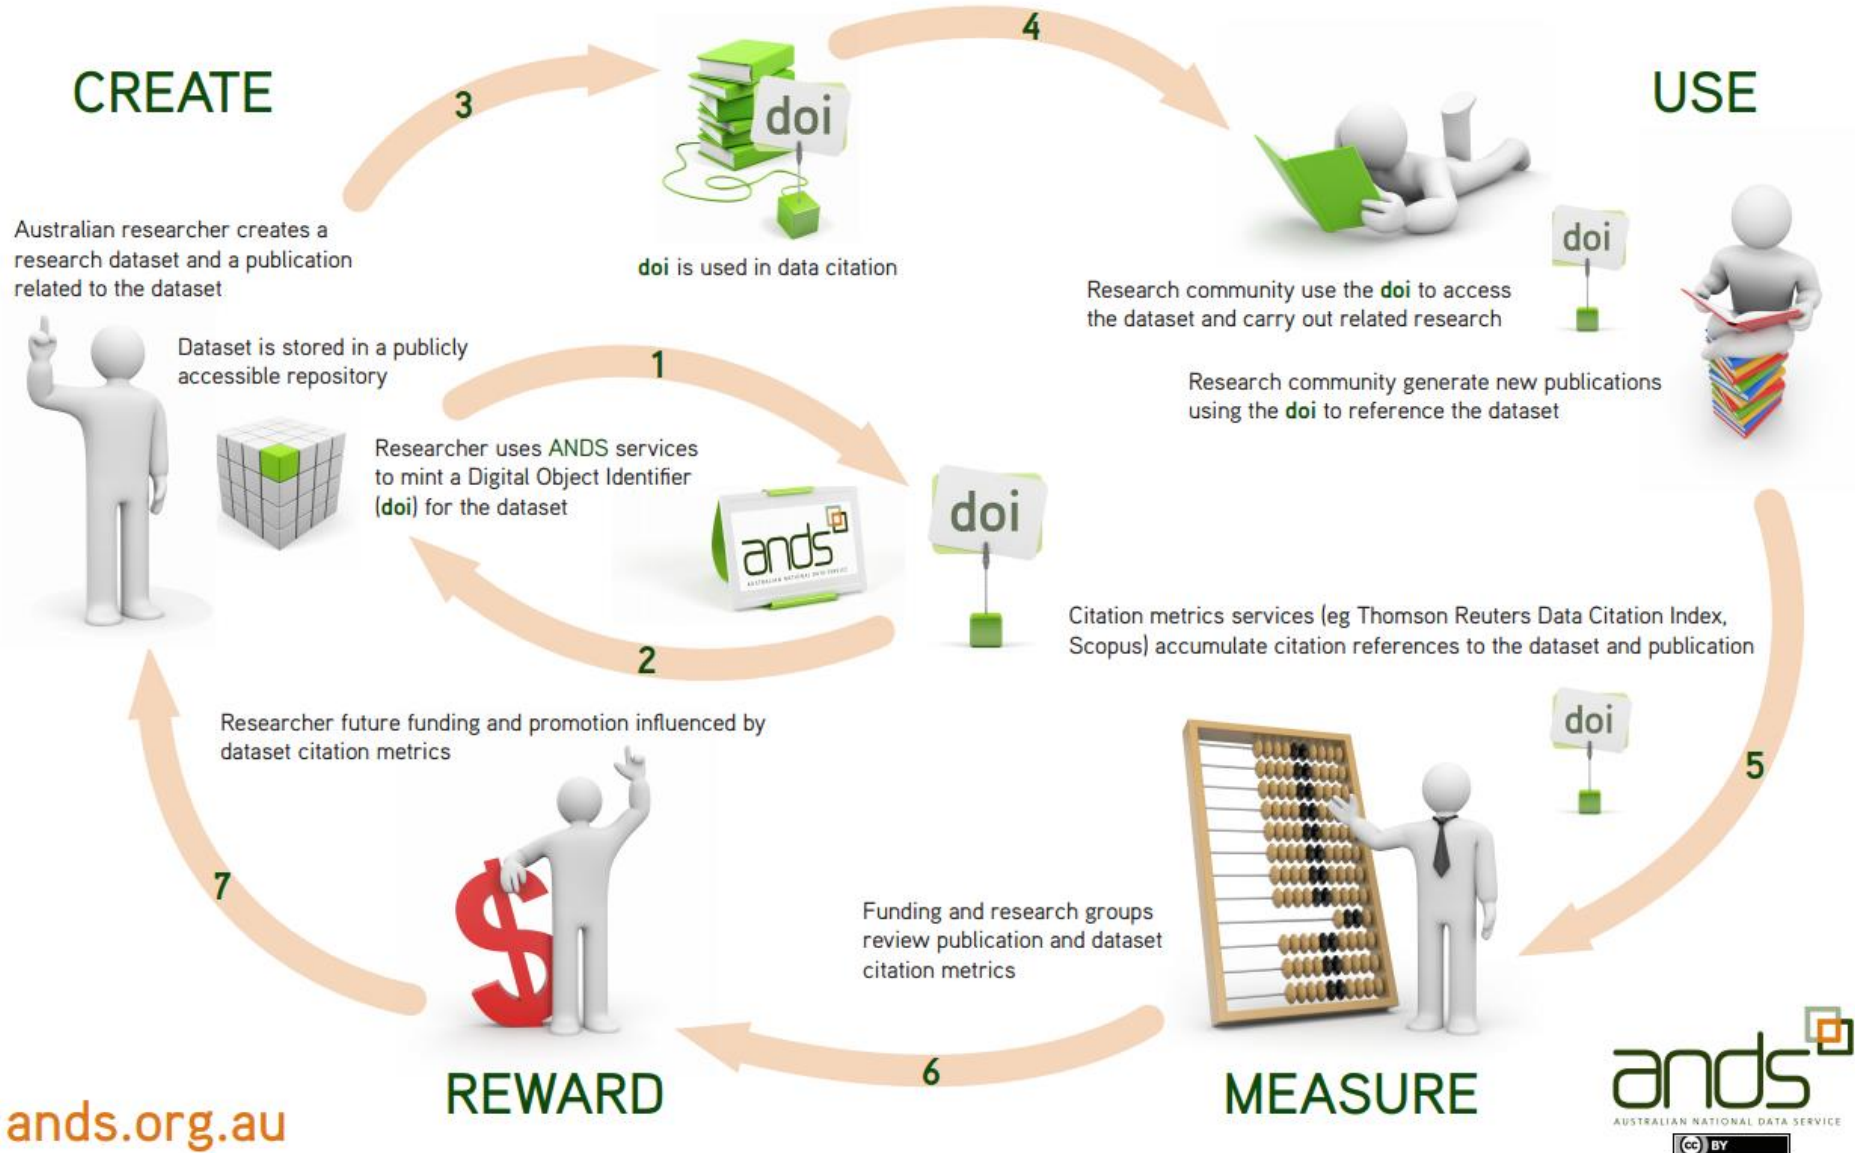 CREATE
3
doi
4
USE
Australian researcher creates a
research dataset and a publication
related to the dataset
doi is used in data citation
doi
Research community use the doi to access
the dataset and carry out related research
Dataset is stored in a publicly
accessible repository
1
Research community generate new publications
using the doi to reference the dataset
Researcher uses ANDS services
to mint a Digital Object Identifier
(doi) for the dataset
ands
AUSTRALIAN NATIONAL DATA SERVICE
doi
2
Citation metrics services (eg Thomson Reuters Data Citation Index,
Scopus) accumulate citation references to the dataset and publication
doi
5
Researcher future funding and promotion influenced by
dataset citation metrics
7
Funding and research groups
review publication and dataset
citation metrics
6
REWARD
MEASURE
ands
AUSTRALIAN NATIONAL DATA SERVICE
cc BY
ands.org.au